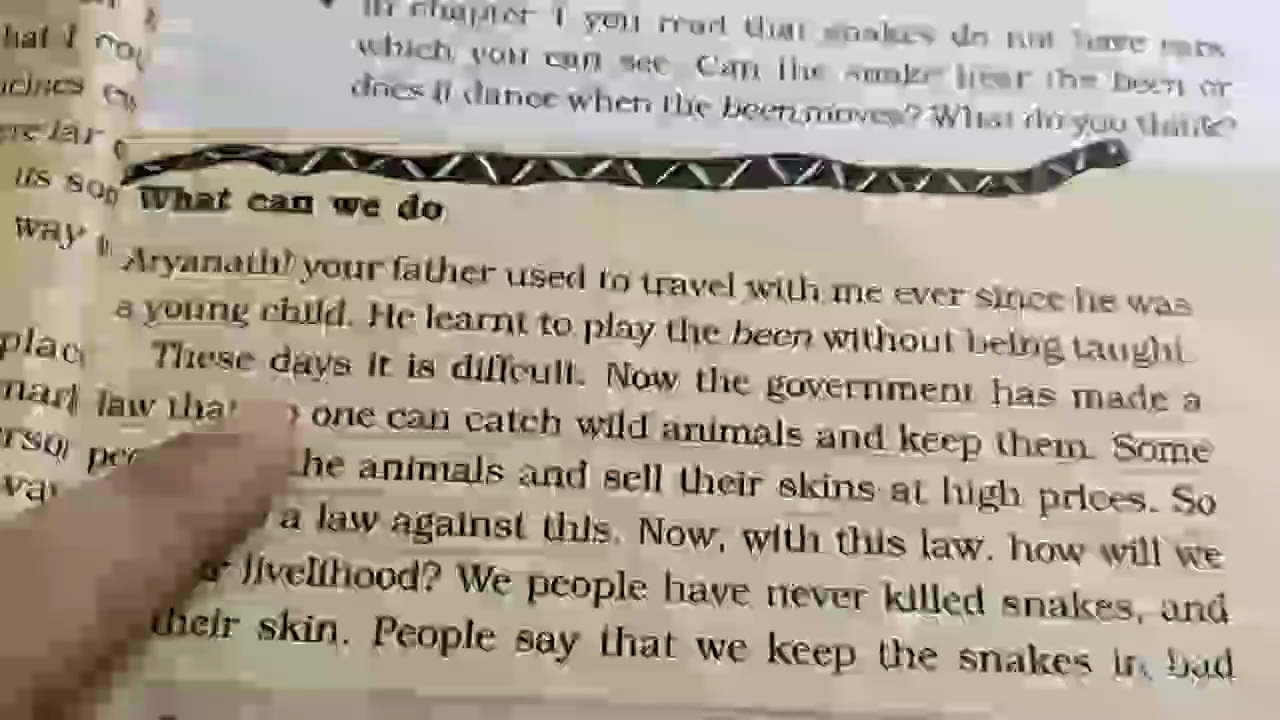 In chapter 1 you read that snakes do not have ears
which you can see. Can the snake hear the been or
does it dance when the been moves? What do you think?
What can we do
Aryanath! your father used to travel with me ever since he was
a young child. He learnt to play the been without being taught.
These days it is difficult. Now the government has made a
law that one can catch wild animals and keep them. Some
the animals and sell their skins at high prices. So
a law against this. Now, with this law, how will we
livelihood? We people have never killed snakes, and
their skin. People say that we keep the snakes in bad
hat I
its
way
plac